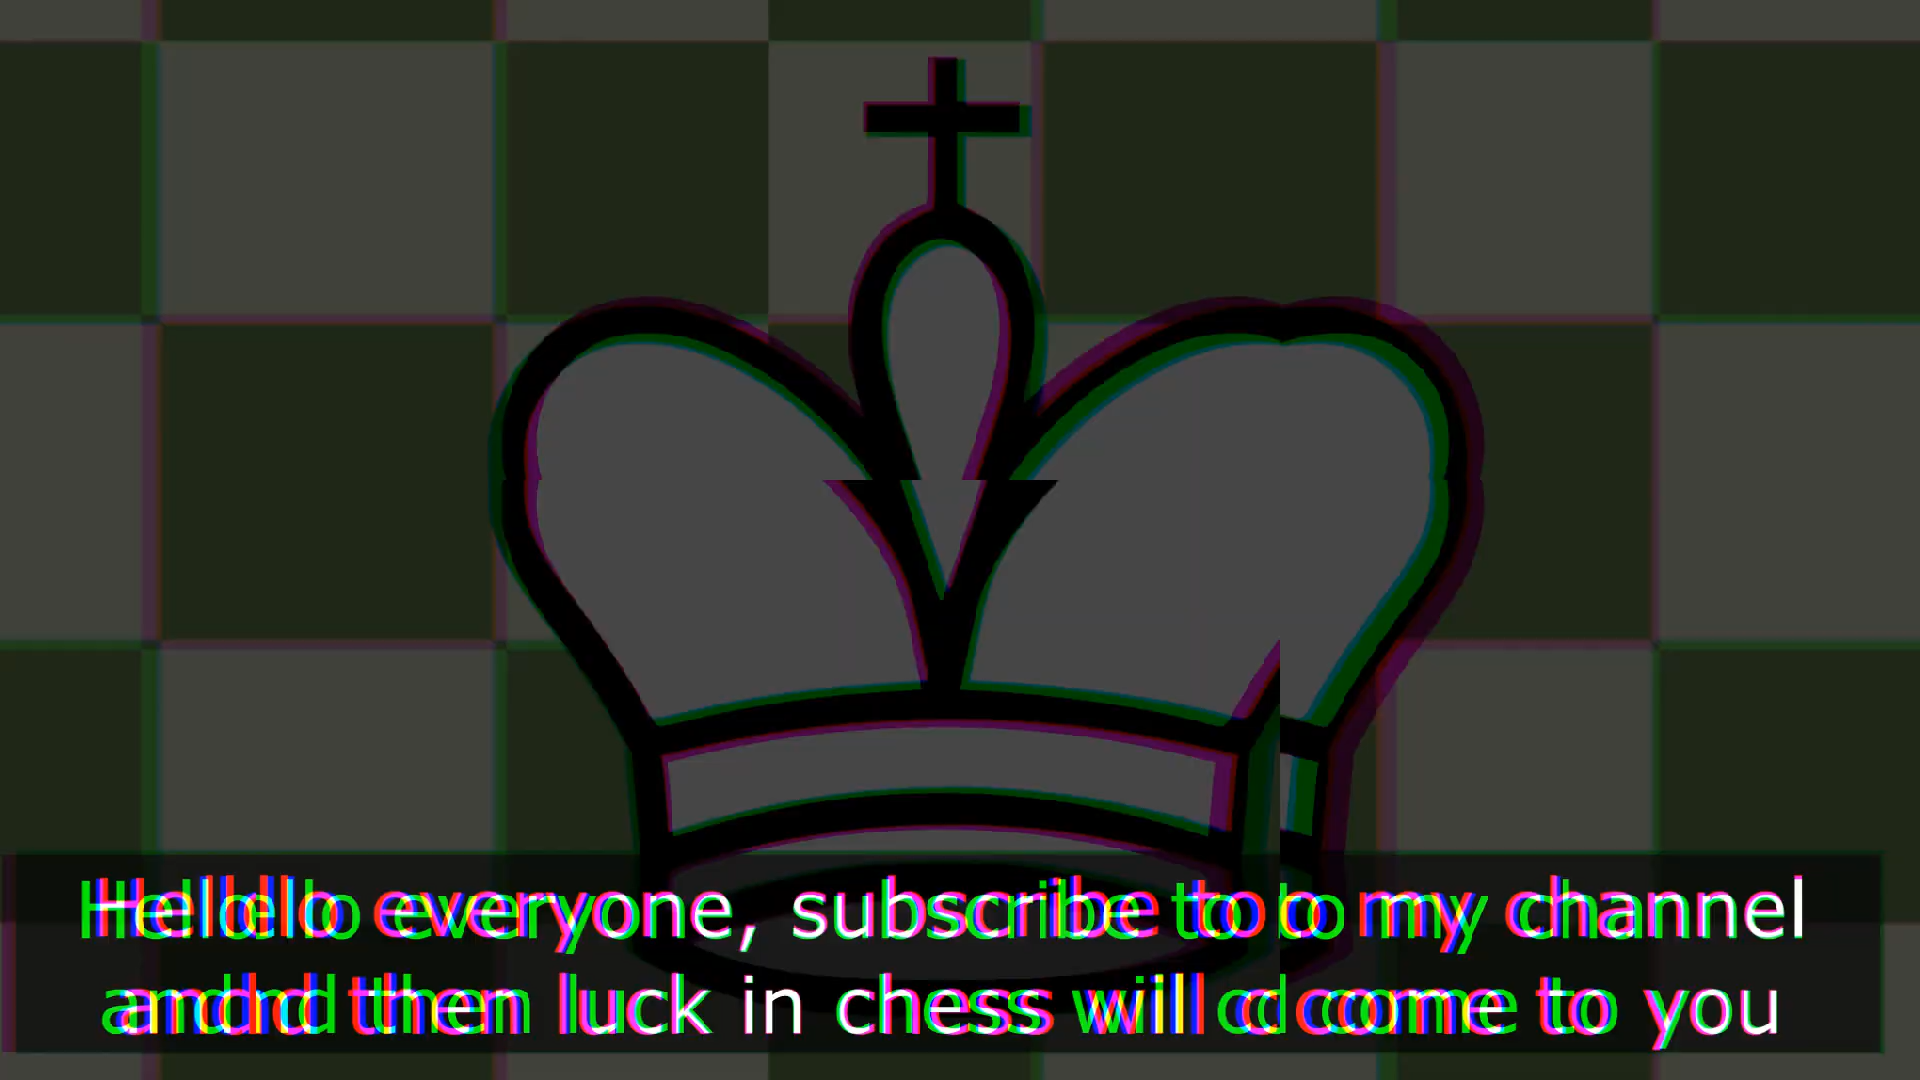 Hello everyone, subscribe to my channel
and then luck in chess will come to you